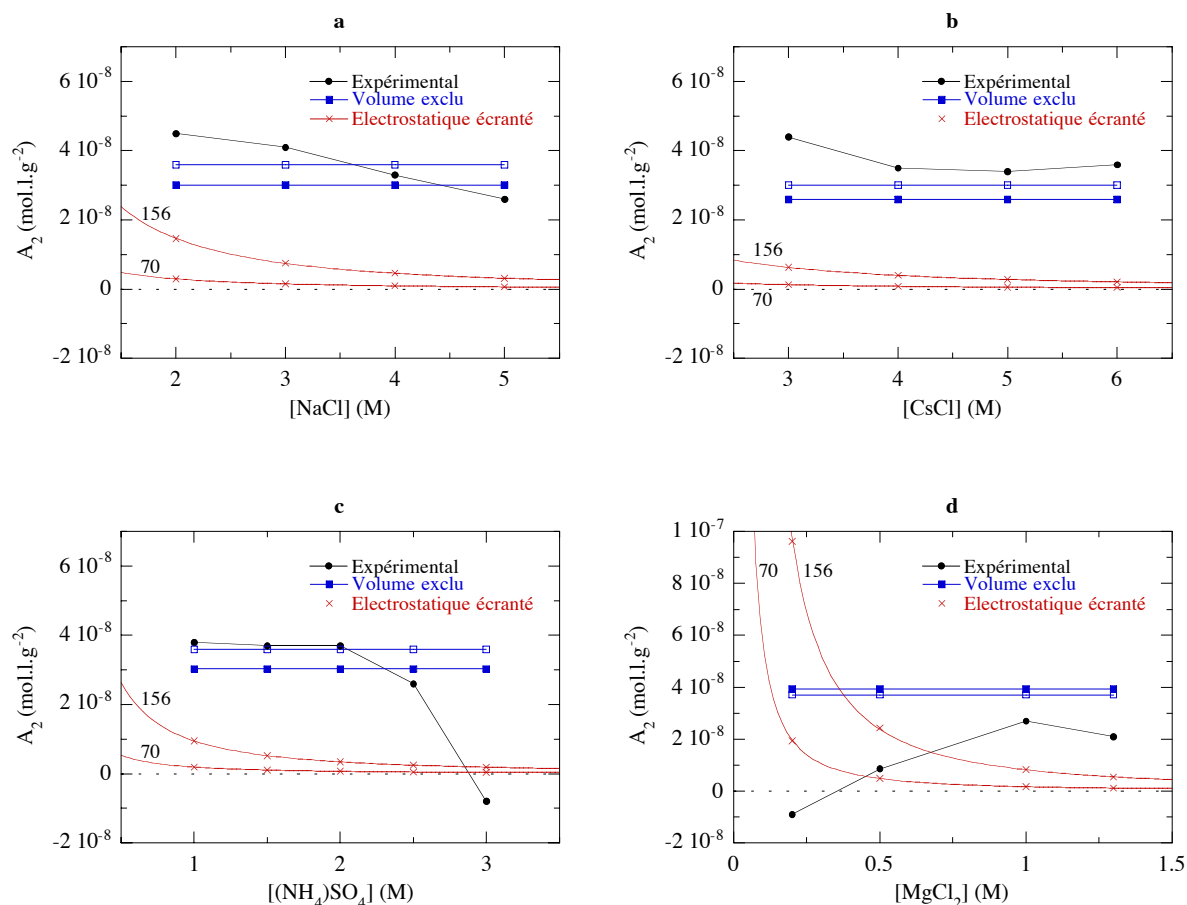 a
6 10-8
4 10-8
2 10-8
0
-2 10-8
A2 (mol.l.g-2)
Expérimental
Volume exclu
Electrostatique écranté
156
70
2 3 4 5
[NaCl] (M)
b
6 10-8
4 10-8
2 10-8
0
-2 10-8
A2 (mol.l.g-2)
Expérimental
Volume exclu
Electrostatique écranté
156
70
3 4 5 6
[CsCl] (M)
c
6 10-8
4 10-8
2 10-8
0
-2 10-8
A2 (mol.l.g-2)
Expérimental
Volume exclu
Electrostatique écranté
156
70
1 2 3
[(NH4)SO4] (M)
d
1 10-7
8 10-8
6 10-8
4 10-8
2 10-8
0
-2 10-8
A2 (mol.l.g-2)
Expérimental
Volume exclu
Electrostatique écranté
70
156
0 0.5 1 1.5
[MgCl2] (M)